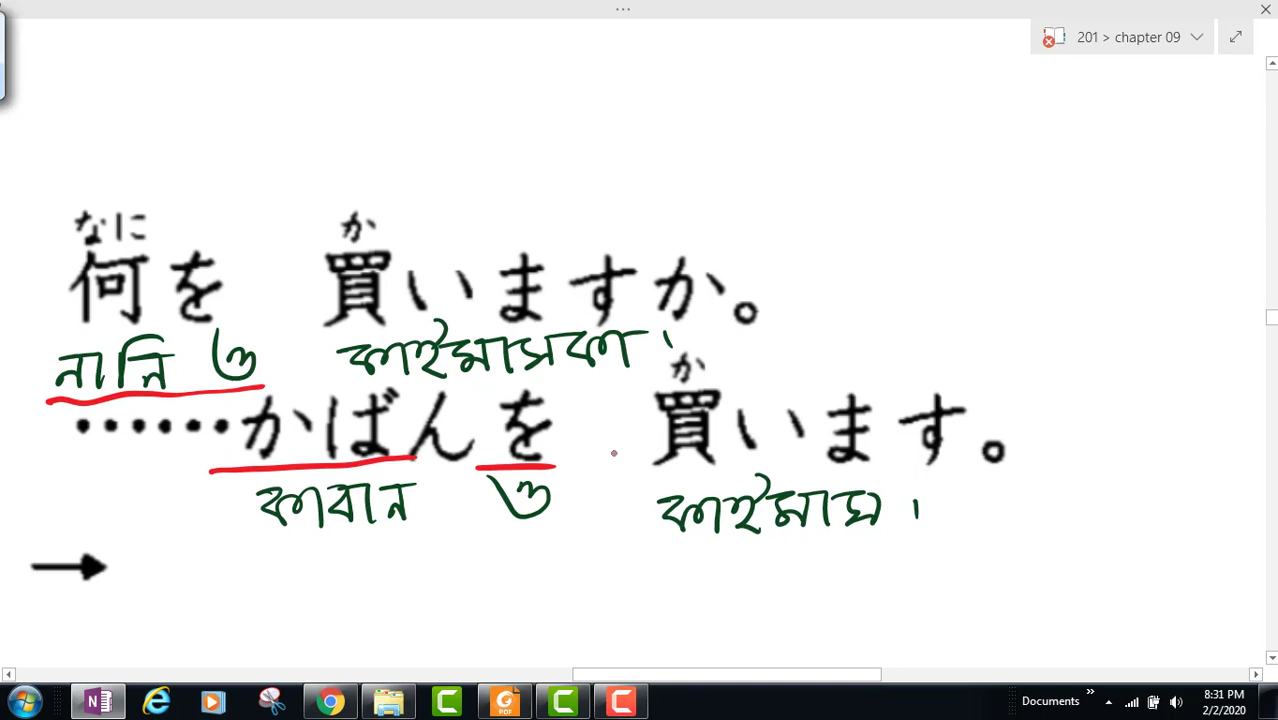 201 > chapter 09
なに か
何を 買いますか。
নানি ও কাইমাসকা।
か
······かばんを 買います。
কাবান ও কাইমাস।
→
PDF
Documents
8:31 PM
2/2/2020